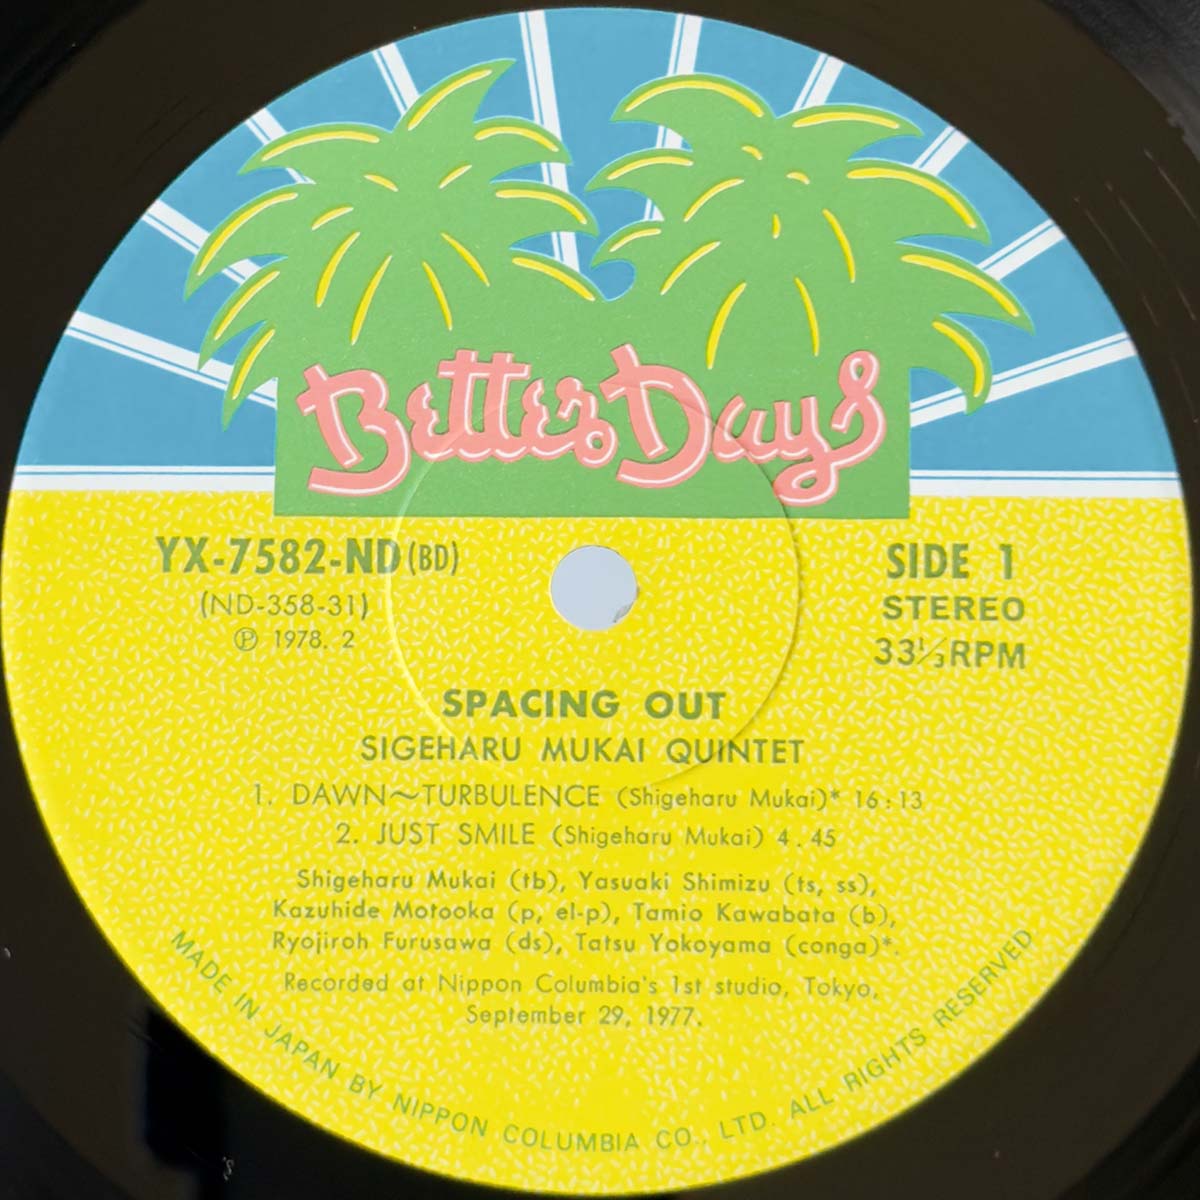 Better Days
YX-7582-ND (BD)
(ND-358-31)
Ⓟ 1978. 2
SIDE 1
STEREO
33⅓ RPM
SPACING OUT
SIGEHARU MUKAI QUINTET
1. DAWN~TURBULENCE (Shigeharu Mukai)* 16:13
2. JUST SMILE (Shigeharu Mukai) 4.45
Shigeharu Mukai (tb), Yasuaki Shimizu (ts, ss),
Kazuhide Motooka (p, el-p), Tamio Kawabata (b),
Ryojiroh Furusawa (ds), Tatsu Yokoyama (conga)*.
Recorded at Nippon Columbia's 1st studio, Tokyo,
September 29, 1977.
MADE IN JAPAN BY NIPPON COLUMBIA CO., LTD. ALL RIGHTS RESERVED